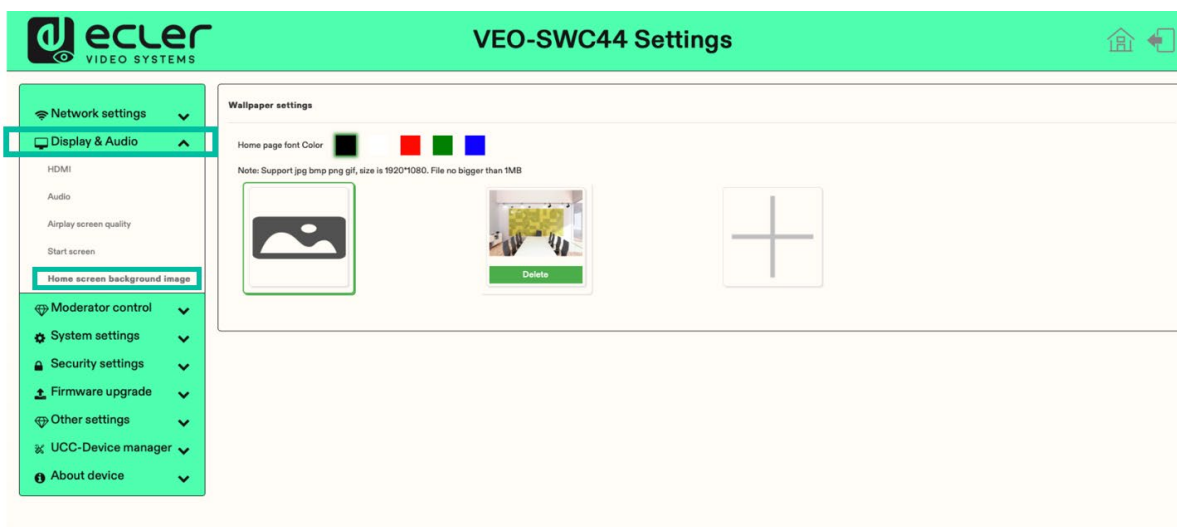 ecler
VIDEO SYSTEMS
VEO-SWC44 Settings
Network settings
Display & Audio
HDMI
Audio
Airplay screen quality
Start screen
Home screen background image
Moderator control
System settings
Security settings
Firmware upgrade
Other settings
UCC-Device manager
About device
Wallpaper settings
Home page font Color
Note: Support jpg bmp png gif, size is 1920*1080. File no bigger than 1MB
Delete